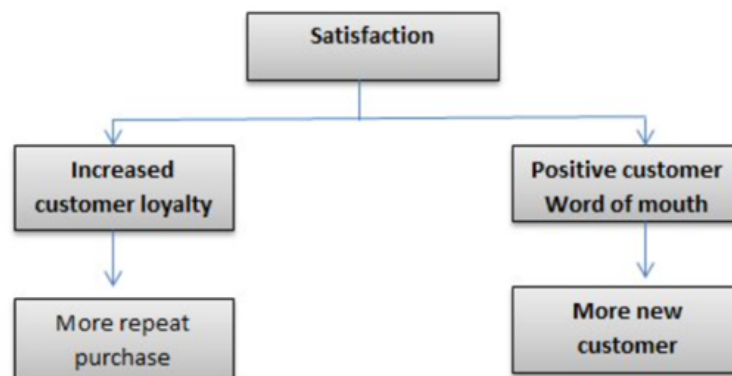 Satisfaction
Increased
customer loyalty
Positive customer
Word of mouth
More repeat
purchase
More new
customer